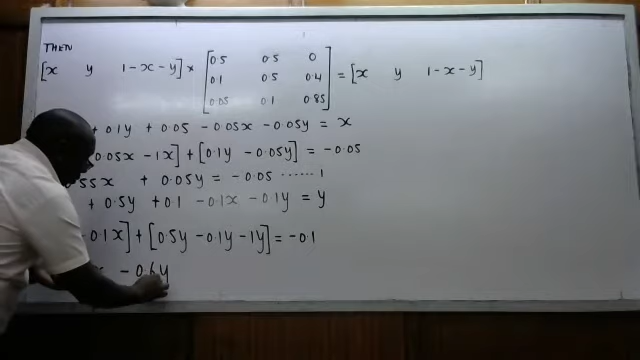 THEN
[x y 1-x-y] × [0.5 0.5 0
0.1 0.5 0.4
0.05 0.1 0.85] = [x y 1-x-y]
+ 0.1y + 0.05 - 0.05x - 0.05y = x
0.05x - 1x] + [0.1y - 0.05y] = -0.05
0.55x + 0.05y = -0.05 ...... 1
+ 0.5y + 0.1 - 0.1x - 0.1y = y
- 0.1x] + [0.5y - 0.1y - 1y] = -0.1
- 0.6y